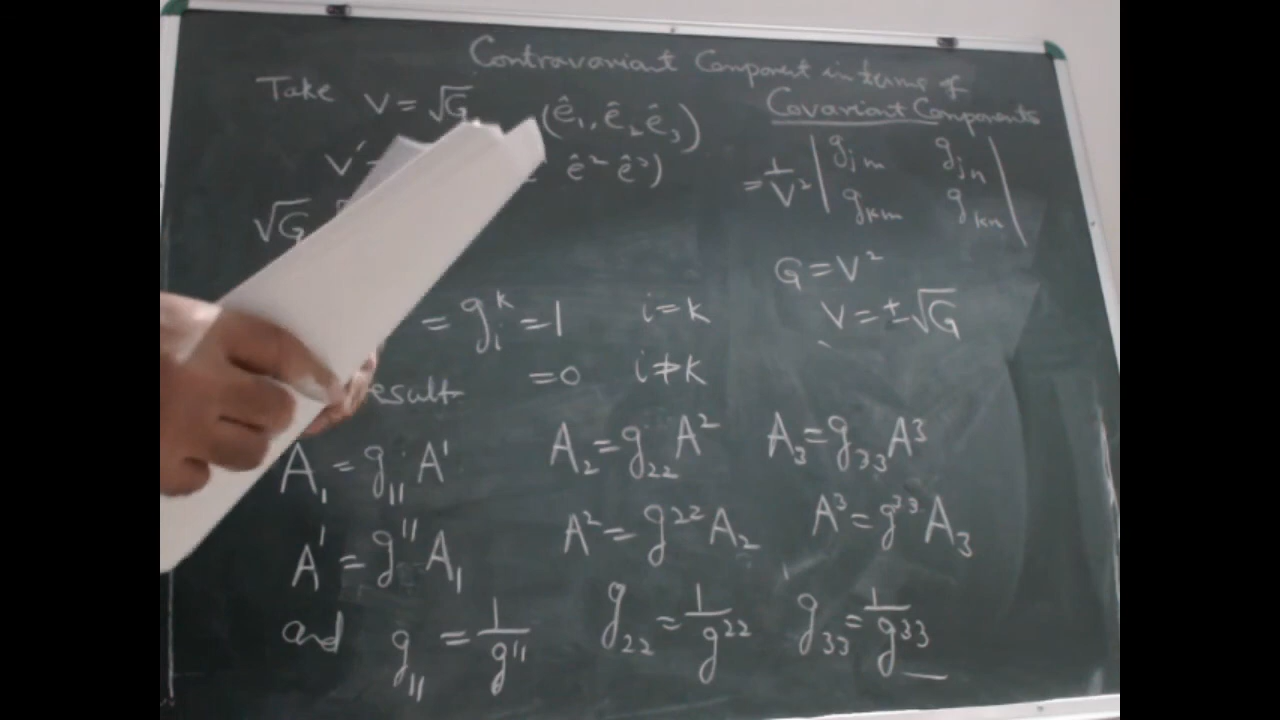 Contravariant Component in terms of
Covariant Components
Take V = √G (ê₁, ê₂ ê₃)
V′ ê² ê³)
= 1/V² | gⱼₘ gⱼₙ |
| gₖₘ gₖₙ |
√G
G = V²
V = ±√G
= gᵢᵏ = 1 i = k
= 0 i ≠ k
result
A₁ = g₁₁ A¹ A₂ = g₂₂ A² A₃ = g₃₃ A³
A¹ = g¹¹ A₁ A² = g²² A₂ A³ = g³³ A₃
and g₁₁ = 1/g¹¹ g₂₂ = 1/g²² g₃₃ = 1/g³³